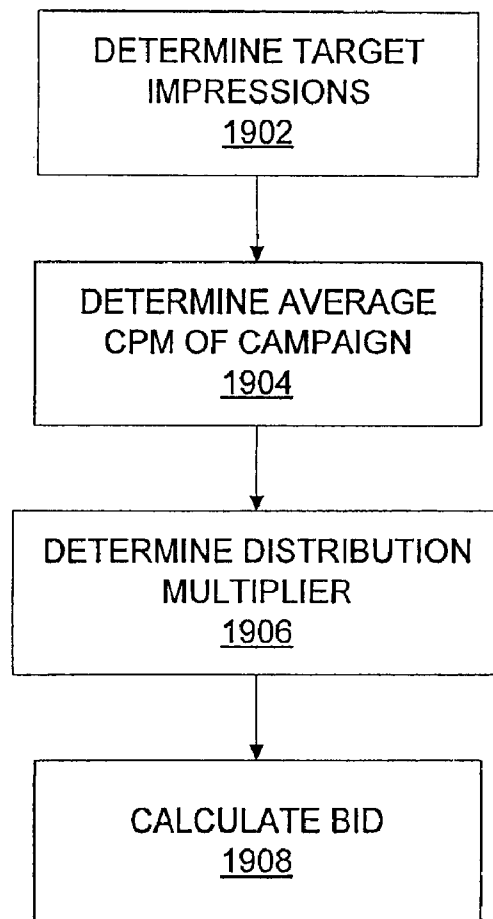 DETERMINE TARGET
IMPRESSIONS
1902
DETERMINE AVERAGE
CPM OF CAMPAIGN
1904
DETERMINE DISTRIBUTION
MULTIPLIER
1906
CALCULATE BID
1908